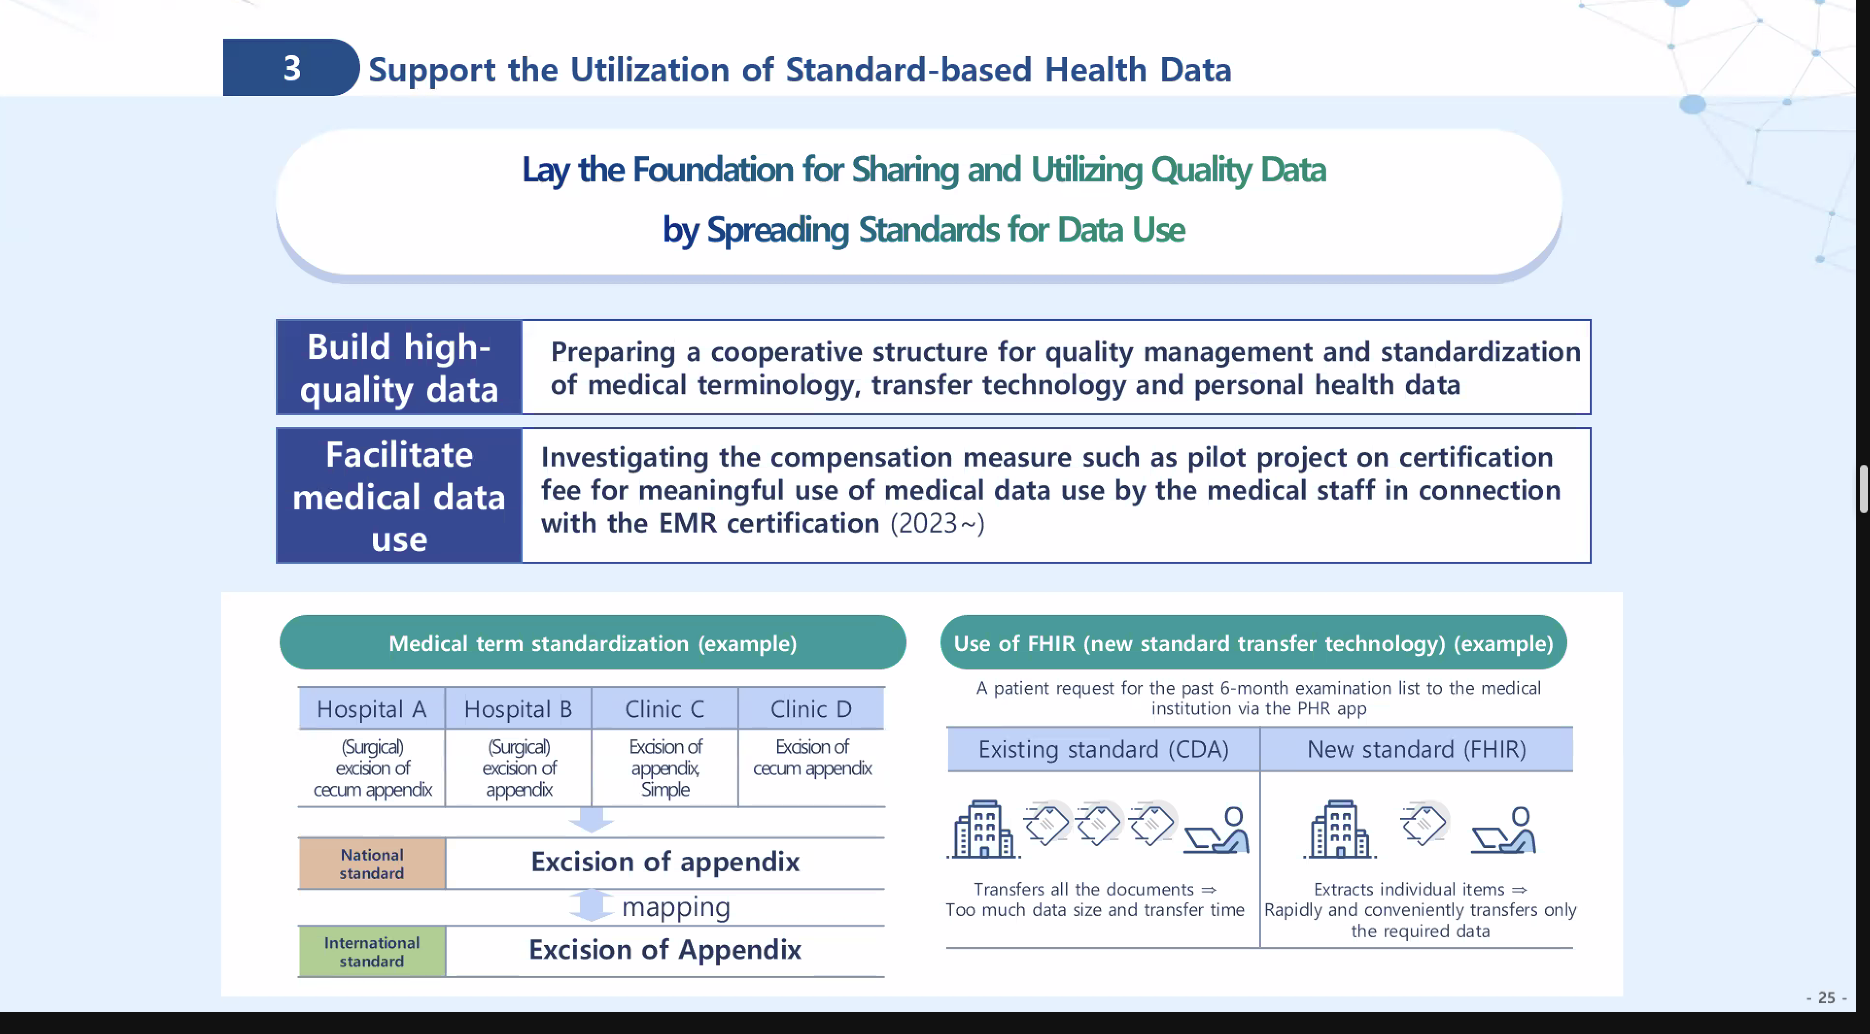 3
Support the Utilization of Standard-based Health Data
Lay the Foundation for Sharing and Utilizing Quality Data
by Spreading Standards for Data Use
Build high-
quality data
Preparing a cooperative structure for quality management and standardization
of medical terminology, transfer technology and personal health data
Facilitate
medical data
use
Investigating the compensation measure such as pilot project on certification
fee for meaningful use of medical data use by the medical staff in connection
with the EMR certification (2023~)
Medical term standardization (example)
Hospital A
Hospital B
Clinic C
Clinic D
(Surgical)
excision of
cecum appendix
(Surgical)
excision of
appendix
Excision of
appendix,
Simple
Excision of
cecum appendix
National
standard
Excision of appendix
mapping
International
standard
Excision of Appendix
Use of FHIR (new standard transfer technology) (example)
A patient request for the past 6-month examination list to the medical
institution via the PHR app
Existing standard (CDA)
New standard (FHIR)
Transfers all the documents ⇒
Too much data size and transfer time
Extracts individual items ⇒
Rapidly and conveniently transfers only
the required data
- 25 -